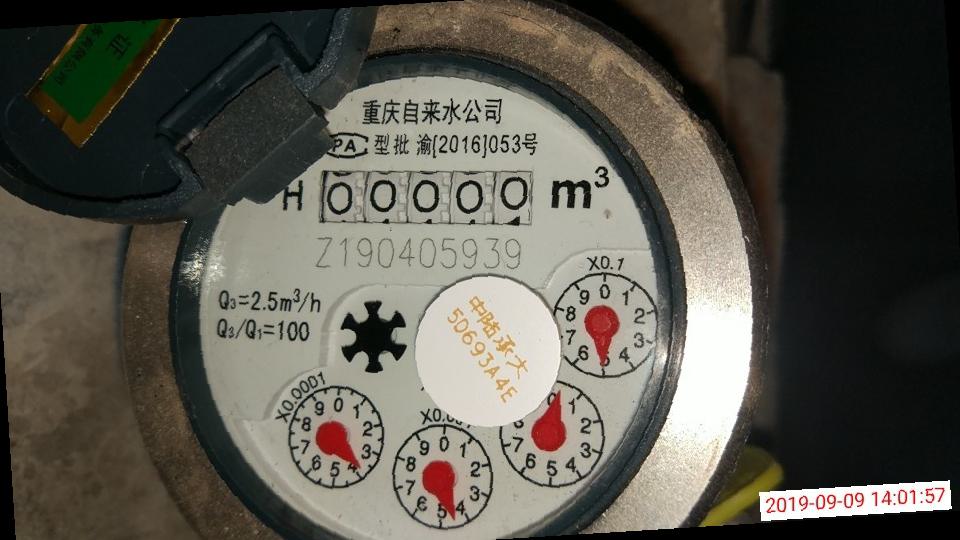 证
重庆自来水公司
PA 型批 渝[2016]053号
H 00000 m³
Z190405939
X0.1
9 0 1 2 3 4 5 6 7 8
Q₃=2.5m³/h
Q₃/Q₁=100
中陆承大
50693A4E
X0.0001
9 0 1 2 3 4 5 6 7 8
X0.
9 0 1 2 3 4 5 7 8
0 1 2 3 4 5 6 7 8
2019-09-09 14:01:57